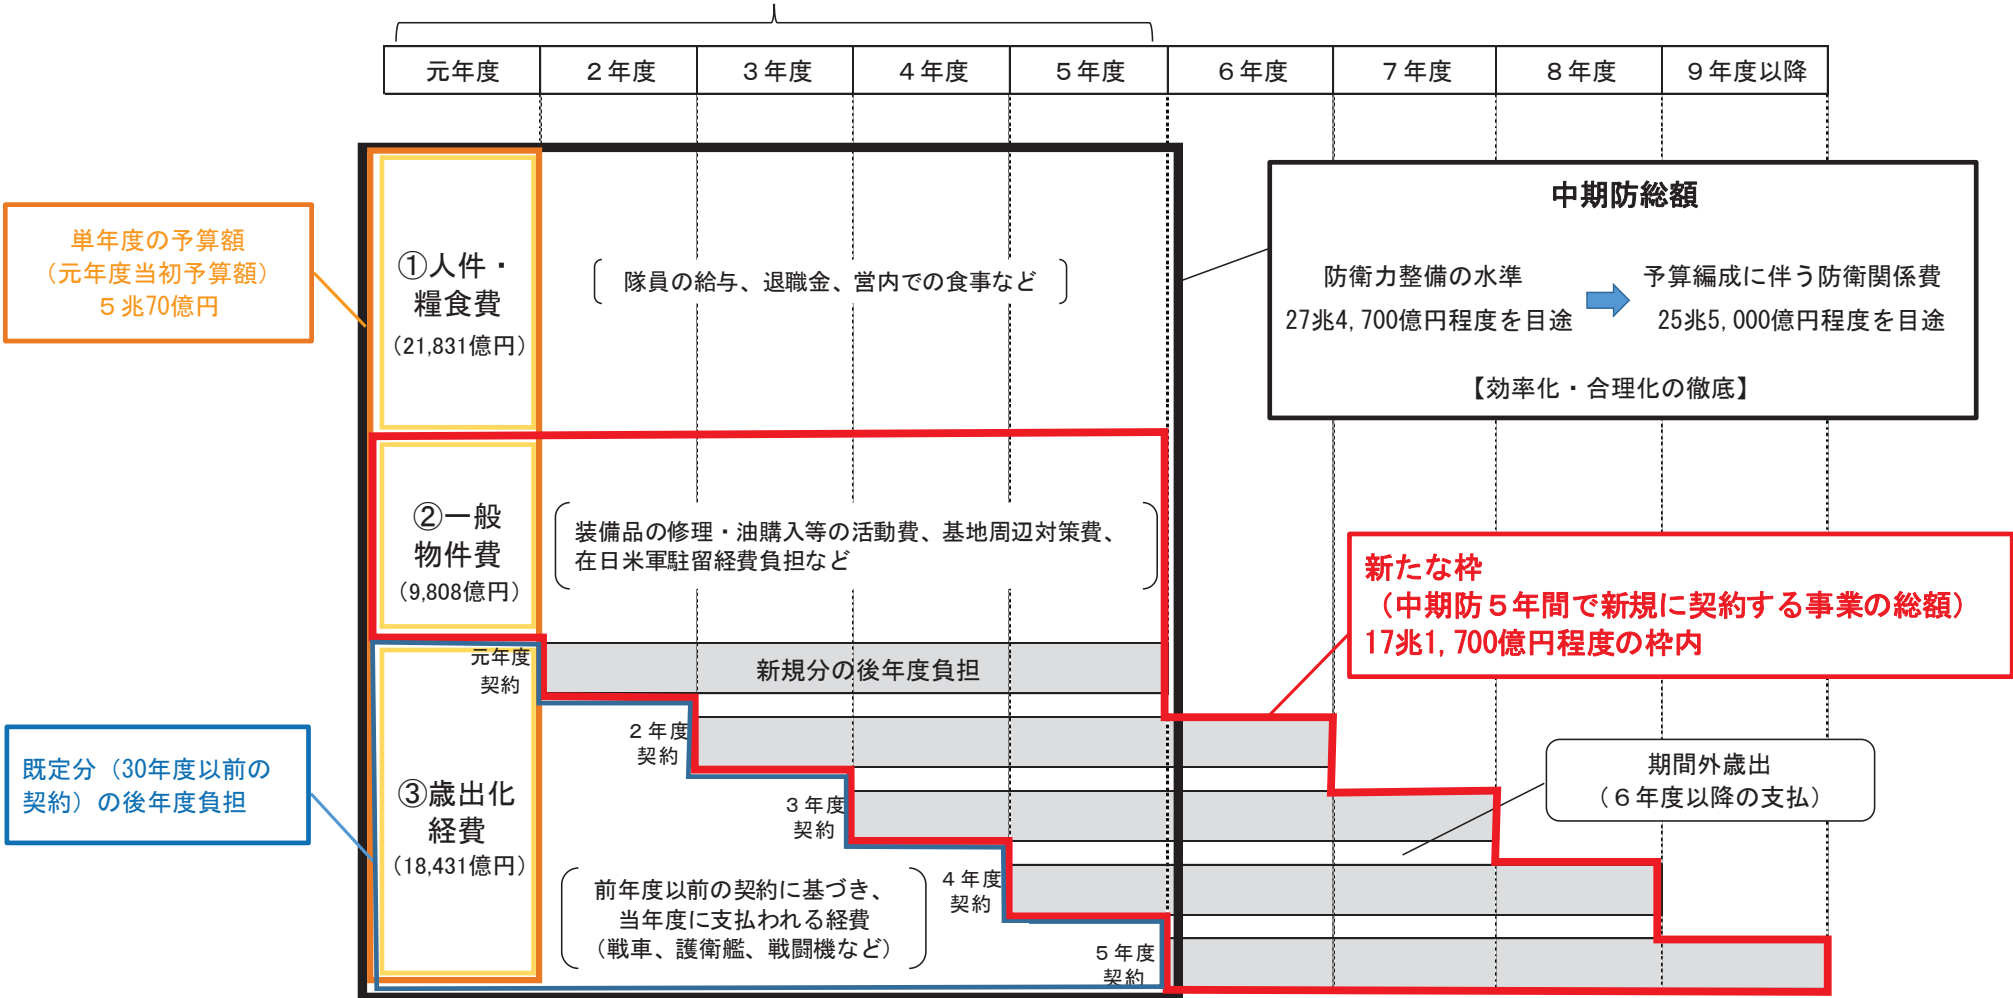 元年度
２年度
３年度
４年度
５年度
６年度
７年度
８年度
９年度以降
単年度の予算額
（元年度当初予算額）
５兆70億円
①人件・
糧食費
（21,831億円）
隊員の給与、退職金、営内での食事など
中期防総額
防衛力整備の水準
27兆4,700億円程度を目途
予算編成に伴う防衛関係費
25兆5,000億円程度を目途
【効率化・合理化の徹底】
②一般
物件費
（9,808億円）
装備品の修理・油購入等の活動費、基地周辺対策費、
在日米軍駐留経費負担など
新たな枠
（中期防５年間で新規に契約する事業の総額）
17兆1,700億円程度の枠内
元年度
契約
新規分の後年度負担
２年度
契約
３年度
契約
４年度
契約
５年度
契約
既定分（30年度以前の
契約）の後年度負担
③歳出化
経費
（18,431億円）
前年度以前の契約に基づき、
当年度に支払われる経費
（戦車、護衛艦、戦闘機など）
期間外歳出
（６年度以降の支払）